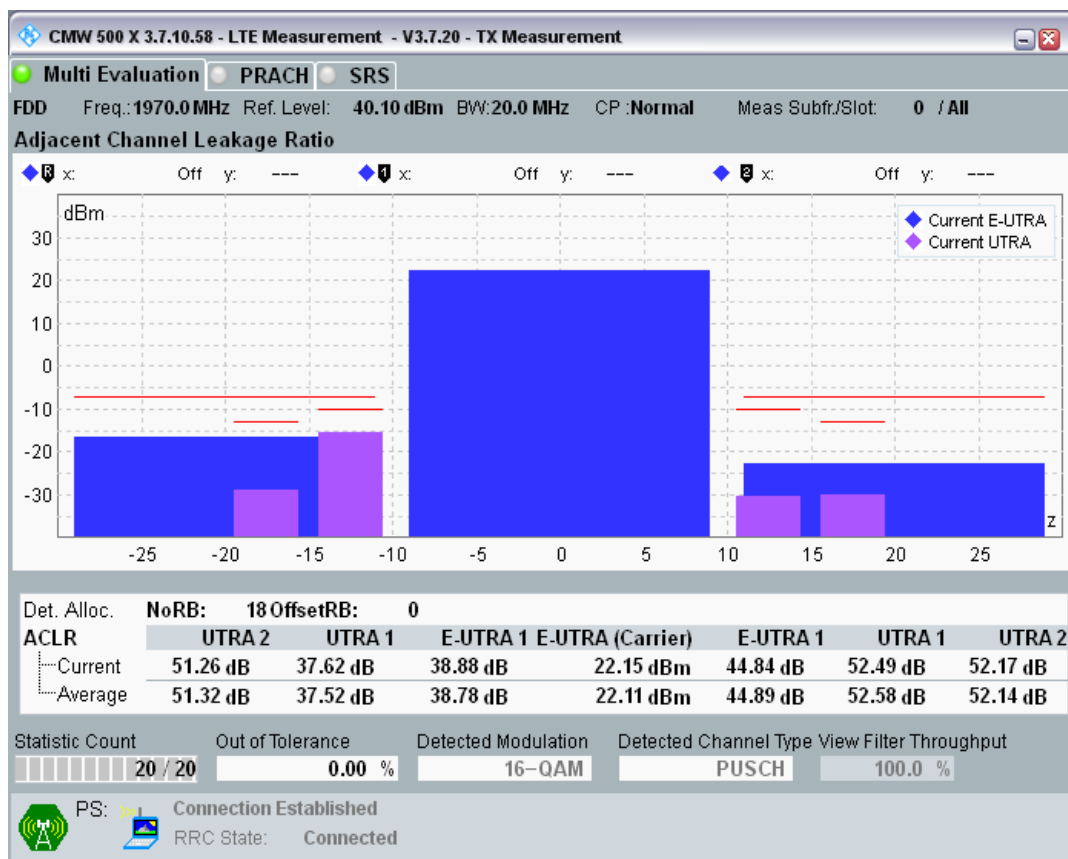 CMW 500 X 3.7.10.58 - LTE Measurement - V3.7.20 - TX Measurement
Multi Evaluation PRACH SRS
FDD Freq.:1970.0 MHz Ref. Level: 40.10 dBm BW:20.0 MHz CP :Normal Meas Subfr./Slot: 0 / All
Adjacent Channel Leakage Ratio
R x: Off y: --- 1 x: Off y: --- 2 x: Off y: ---
dBm
Current E-UTRA
Current UTRA
30
20
10
0
-10
-20
-30
z
-25 -20 -15 -10 -5 0 5 10 15 20 25
Det. Alloc. NoRB: 18 OffsetRB: 0
ACLR UTRA 2 UTRA 1 E-UTRA 1 E-UTRA (Carrier) E-UTRA 1 UTRA 1 UTRA 2
Current 51.26 dB 37.62 dB 38.88 dB 22.15 dBm 44.84 dB 52.49 dB 52.17 dB
Average 51.32 dB 37.52 dB 38.78 dB 22.11 dBm 44.89 dB 52.58 dB 52.14 dB
Statistic Count Out of Tolerance Detected Modulation Detected Channel Type View Filter Throughput
20 / 20 0.00 % 16-QAM PUSCH 100.0 %
PS: Connection Established
RRC State: Connected